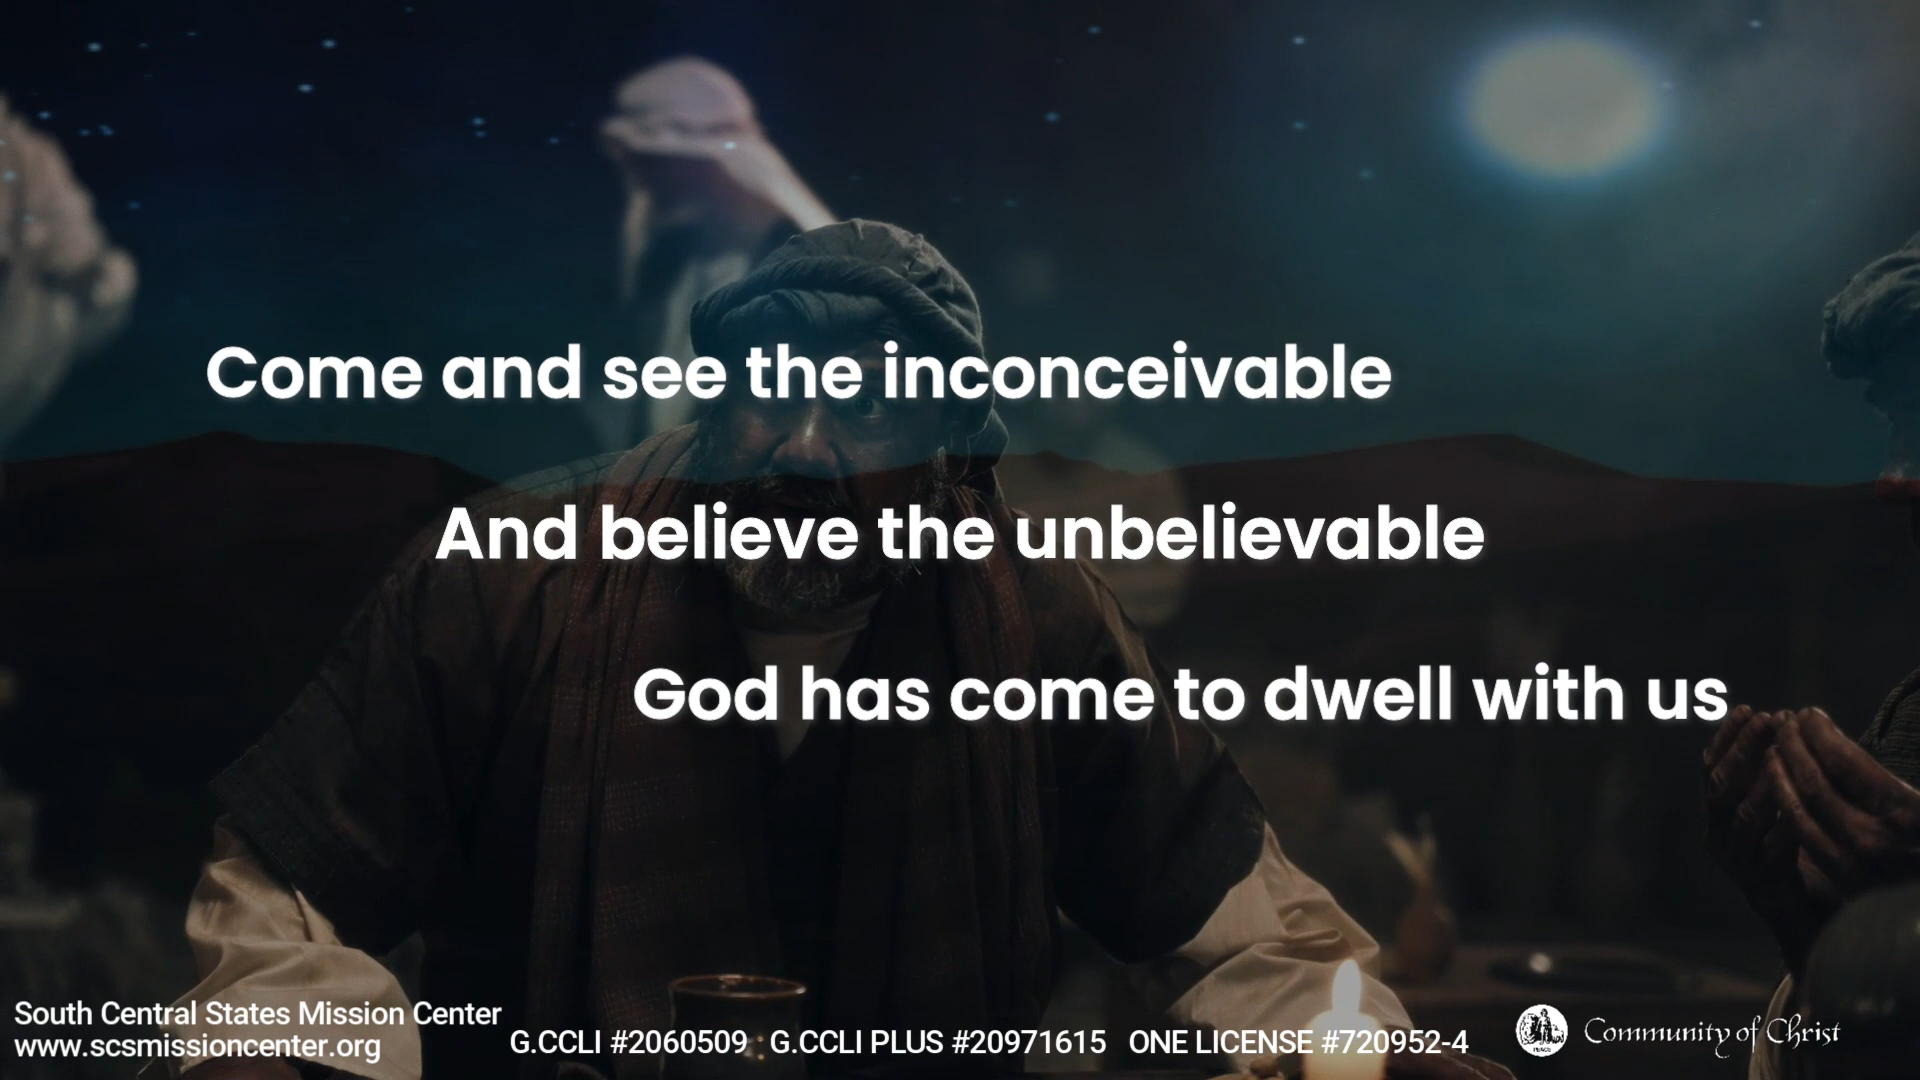 Come and see the inconceivable
And believe the unbelievable
God has come to dwell with us
South Central States Mission Center
www.scsmissioncenter.org
G.CCLI #2060509 G.CCLI PLUS #20971615 ONE LICENSE #720952-4
PEACE
Community of Christ